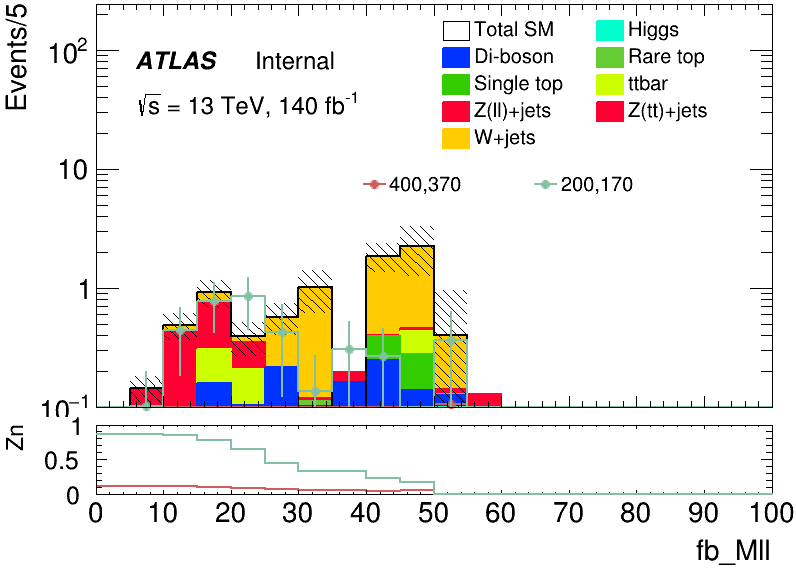 Events/5
10²
10
1
10⁻¹
ATLAS Internal
√s = 13 TeV, 140 fb⁻¹
Total SM
Higgs
Di-boson
Rare top
Single top
ttbar
Z(ll)+jets
Z(tt)+jets
W+jets
400,370
200,170
Zn
1
0.5
0
0 10 20 30 40 50 60 70 80 90 100
fb_Mll